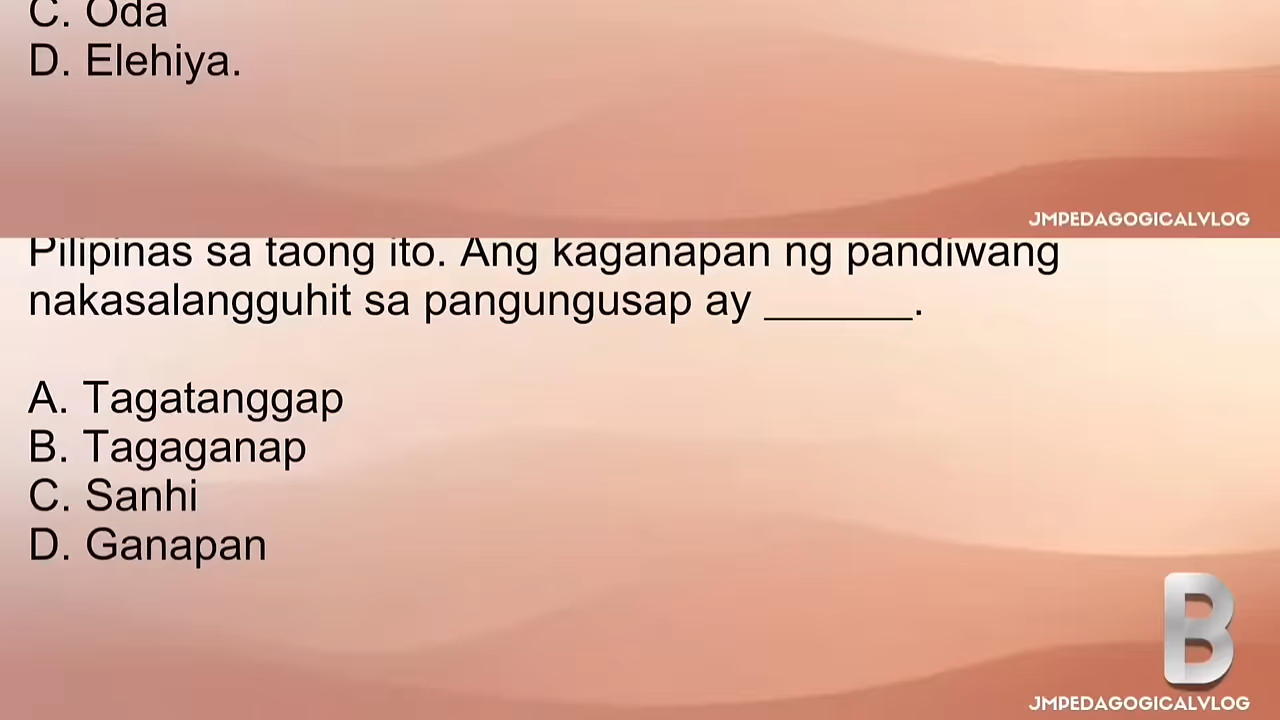 C. Oda
D. Elehiya.
JMPEDAGOGICALVLOG
Pilipinas sa taong ito. Ang kaganapan ng pandiwang
nakasalangguhit sa pangungusap ay ______.
A. Tagatanggap
B. Tagaganap
C. Sanhi
D. Ganapan
B
JMPEDAGOGICALVLOG